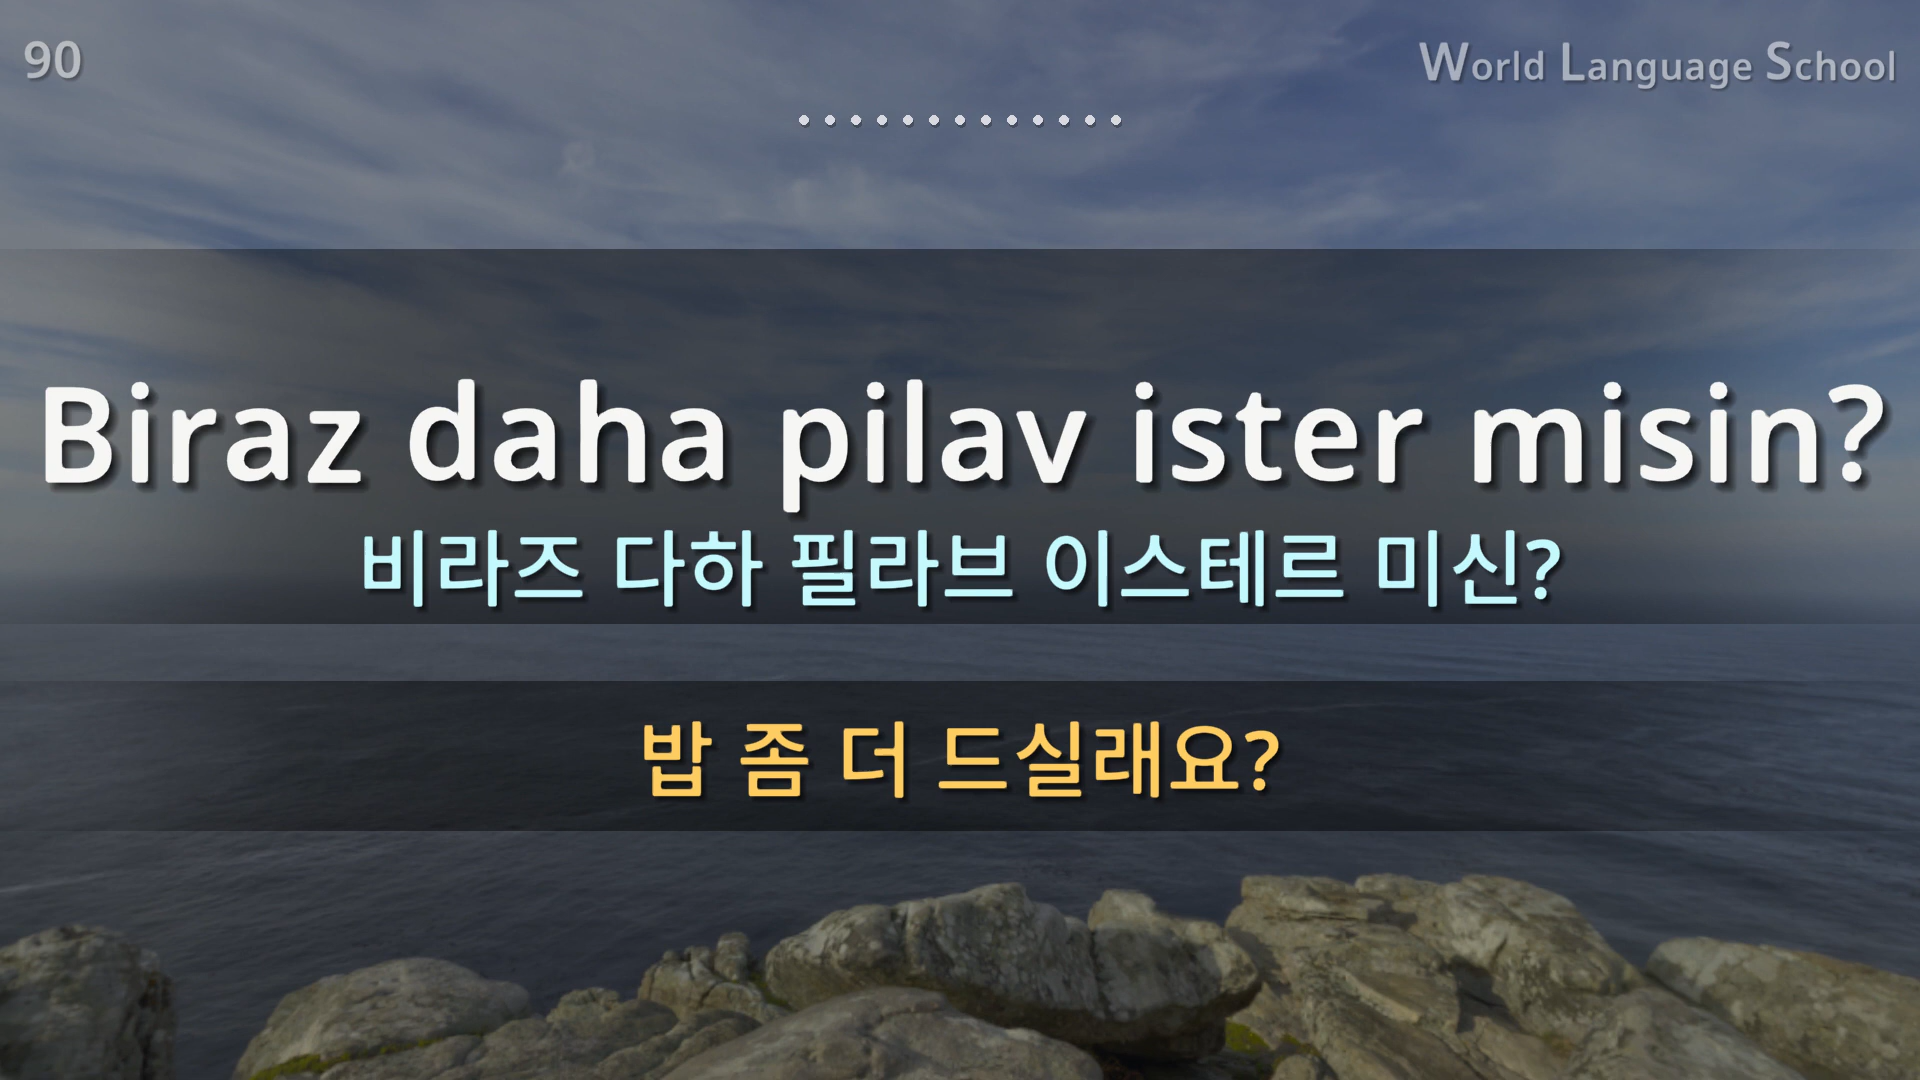 90
World Language School
Biraz daha pilav ister misin?
비라즈 다하 필라브 이스테르 미신?
밥 좀 더 드실래요?